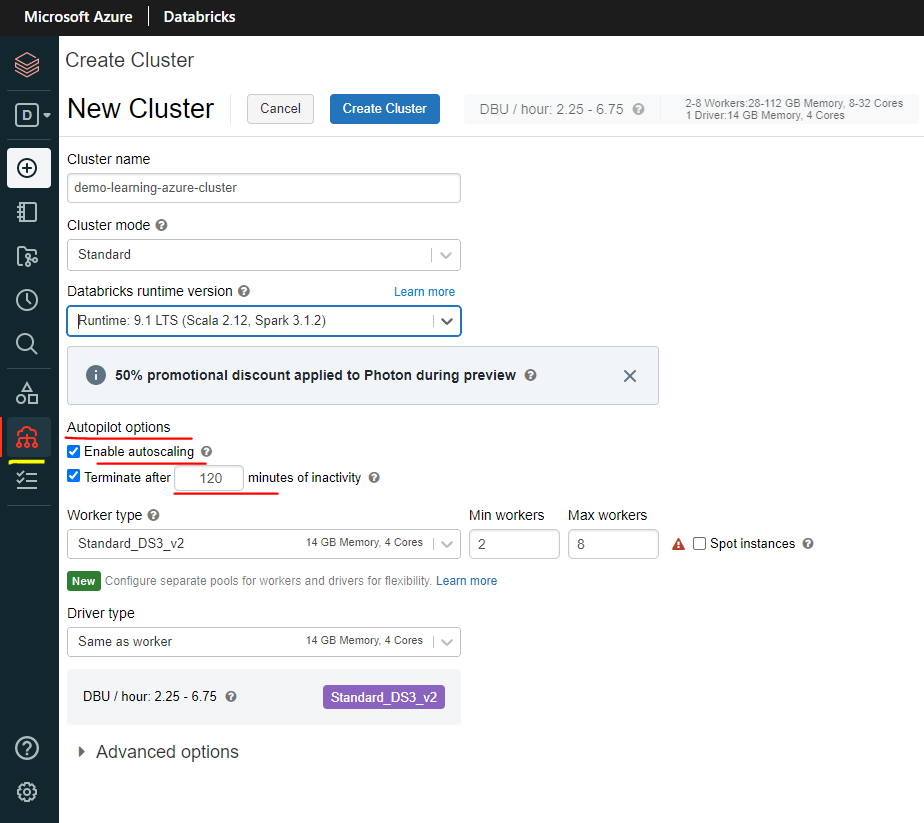 Microsoft Azure Databricks
Create Cluster
D
New Cluster
Cancel
Create Cluster
DBU / hour: 2.25 - 6.75 ?
2-8 Workers:28-112 GB Memory, 8-32 Cores
1 Driver:14 GB Memory, 4 Cores
Cluster name
demo-learning-azure-cluster
Cluster mode ?
Standard
Databricks runtime version ? Learn more
Runtime: 9.1 LTS (Scala 2.12, Spark 3.1.2)
50% promotional discount applied to Photon during preview ?
Autopilot options
Enable autoscaling ?
Terminate after 120 minutes of inactivity ?
Worker type ? Min workers Max workers
Standard_DS3_v2 14 GB Memory, 4 Cores 2 8 Spot instances ?
New Configure separate pools for workers and drivers for flexibility. Learn more
Driver type
Same as worker 14 GB Memory, 4 Cores
DBU / hour: 2.25 - 6.75 ? Standard_DS3_v2
Advanced options